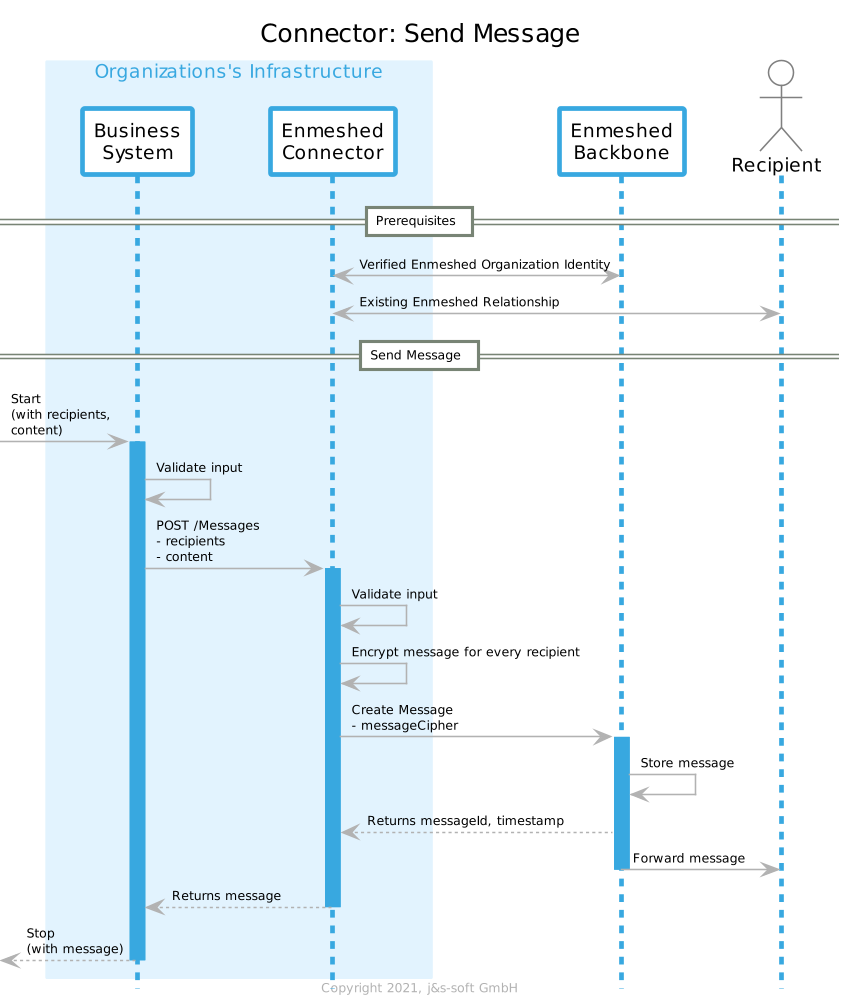 Connector: Send Message
Organizations's Infrastructure
Business
System
Enmeshed
Connector
Enmeshed
Backbone
Recipient
Prerequisites
Verified Enmeshed Organization Identity
Existing Enmeshed Relationship
Send Message
Start
(with recipients,
content)
Validate input
POST /Messages
- recipients
- content
Validate input
Encrypt message for every recipient
Create Message
- messageCipher
Store message
Returns messageId, timestamp
Forward message
Returns message
Stop
(with message)
Copyright 2021, j&s-soft GmbH